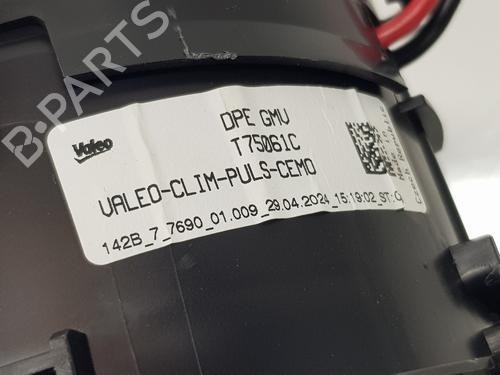 B-Parts
Valeo
DPE GMV
T75061C
VALEO-CLIM-PULS-CEMO
142B_7_7690_01.009_29.04.2024_15:19:02_ST: